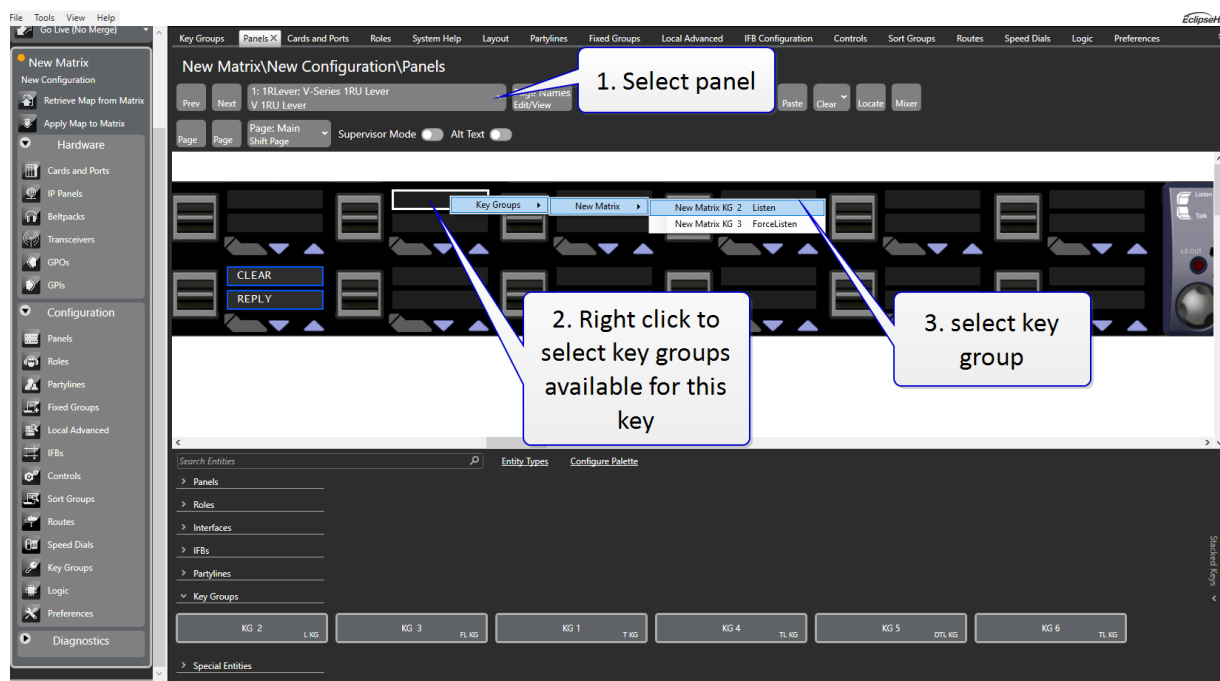 File Tools View Help
EclipseH
Go Live (No Merge)
Key Groups Panels X Cards and Ports Roles System Help Layout Partylines Fixed Groups Local Advanced IFB Configuration Controls Sort Groups Routes Speed Dials Logic Preferences
New Matrix
New Configuration
Retrieve Map from Matrix
Apply Map to Matrix
Hardware
Cards and Ports
IP Panels
Beltpacks
Transceivers
GPOs
GPIs
Configuration
Panels
Roles
Partylines
Fixed Groups
Local Advanced
IFBs
Controls
Sort Groups
Routes
Speed Dials
Key Groups
Logic
Preferences
Diagnostics
New Matrix\New Configuration\Panels
Prev Next
1: 1RLever; V-Series 1RU Lever
V 1RU Lever
Page Names
Edit/View
Paste Clear Locate Mixer
1. Select panel
Page Page
Page: Main
Shift Page
Supervisor Mode Alt Text
Key Groups New Matrix
New Matrix KG 2 Listen
New Matrix KG 3 ForceListen
Listen
Talk
LS CUT
CLEAR
REPLY
2. Right click to
select key groups
available for this
key
3. select key
group
Search Entities Entity Types Configure Palette
Panels
Roles
Interfaces
IFBs
Partylines
Key Groups
KG 2 L KG
KG 3 FL KG
KG 1 T KG
KG 4 TL KG
KG 5 DTL KG
KG 6 TL KG
Special Entities
Stacked Keys